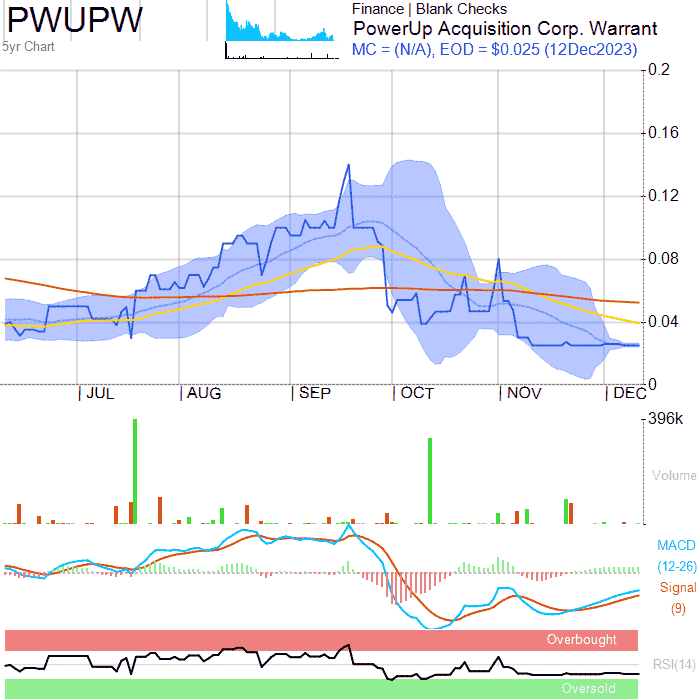 PWUPW
5yr Chart
Finance | Blank Checks
PowerUp Acquisition Corp. Warrant
MC = (N/A), EOD = $0.025 (12Dec2023)
0.2
0.16
0.12
0.08
0.04
0
JUL AUG SEP OCT NOV DEC
396k
Volume
MACD
(12-26)
Signal
(9)
Overbought
RSI(14)
Oversold